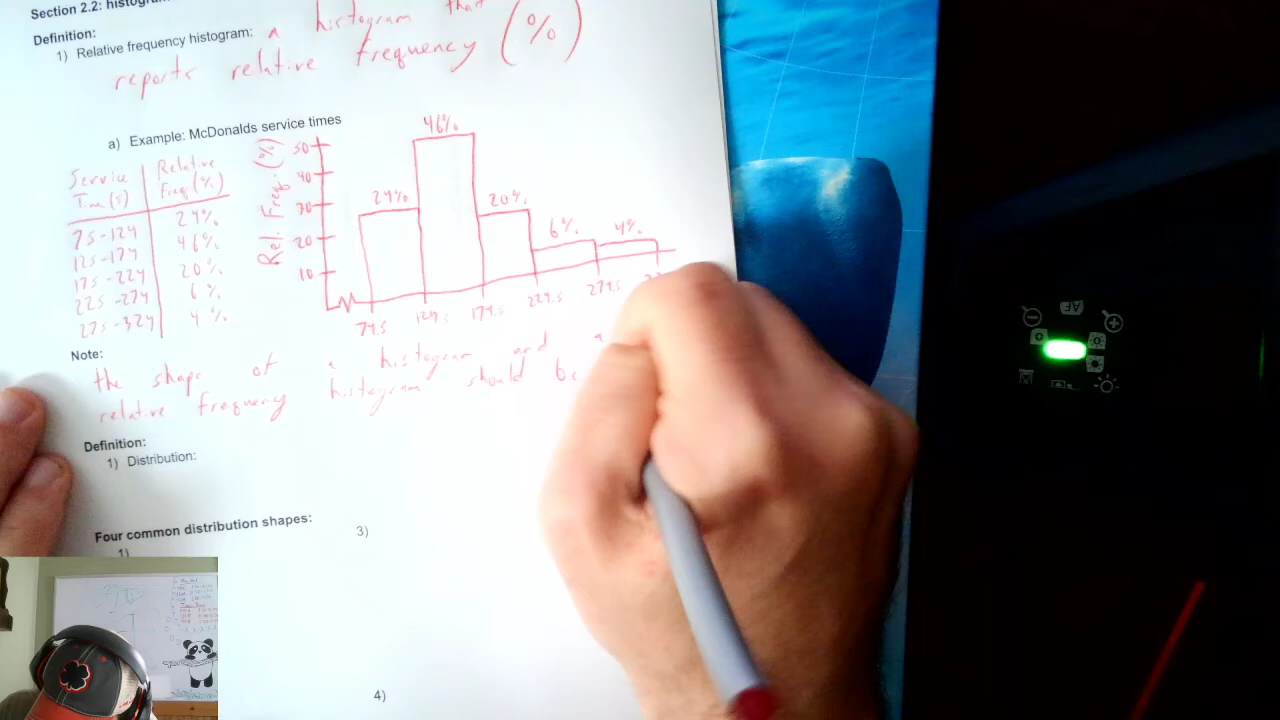 Section 2.2:
Definition:
1) Relative frequency histogram: a histogram that
reports relative frequency (%)
a) Example: McDonalds service times
Service Time (s) | Relative Freq (%)
75-124 | 24%
125-174 | 46%
175-224 | 20%
225-274 | 6%
275-324 | 4%
Rel. Freq. (%)
50
40
30
20
10
24%
46%
20%
6%
4%
74.5 124.5 174.5 224.5 274.5
Note:
the shape of a histogram and a
relative frequency histogram should be
Definition:
1) Distribution:
Four common distribution shapes:
1)
3)
4)
AF